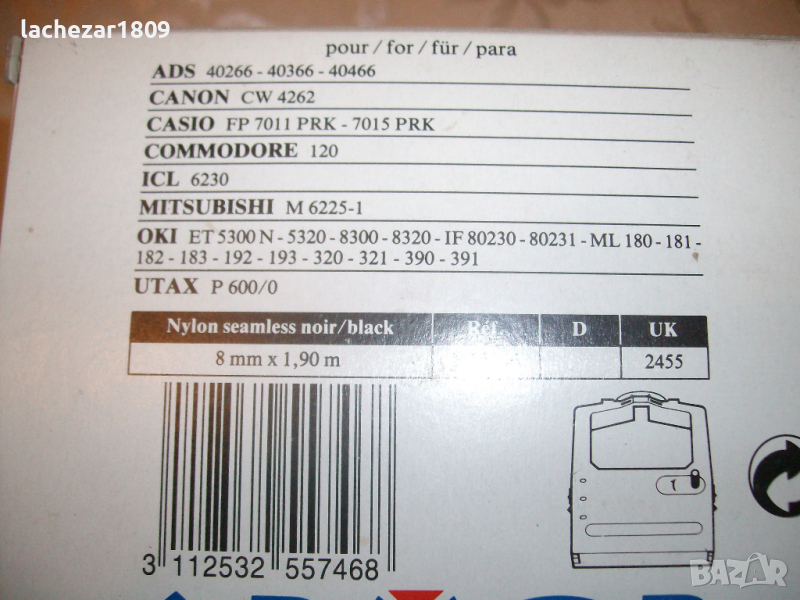 lachezar1809
pour / for / für / para
ADS 40266 - 40366 - 40466
CANON CW 4262
CASIO FP 7011 PRK - 7015 PRK
COMMODORE 120
ICL 6230
MITSUBISHI M 6225-1
OKI ET 5300 N - 5320 - 8300 - 8320 - IF 80230 - 80231 - ML 180 - 181 -
182 - 183 - 192 - 193 - 320 - 321 - 390 - 391
UTAX P 600/0
Nylon seamless noir/black Réf. D UK
8 mm x 1,90 m 2455
3 112532 557468
BAZAR